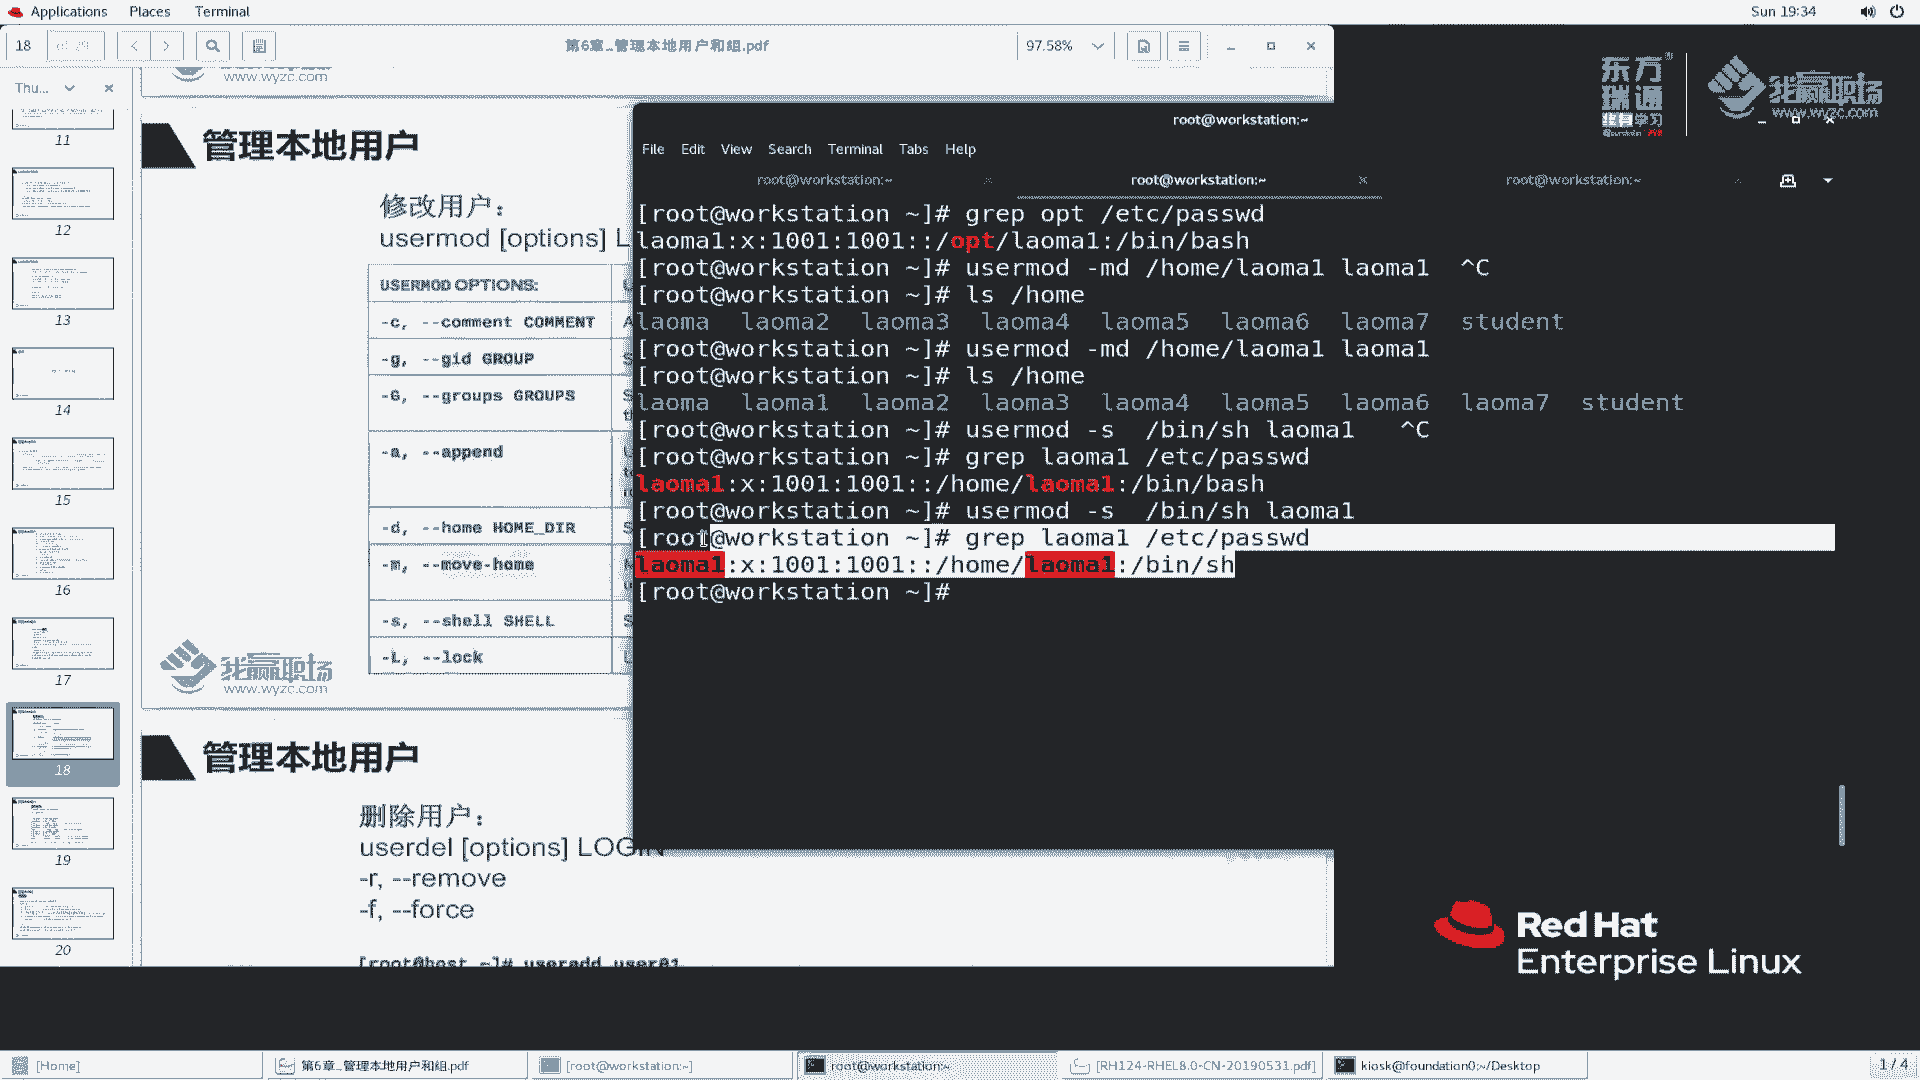 Applications Places Terminal
Sun 19:34
18 of 29
第6章_管理本地用户和组.pdf
97.58%
Thu...
11
12
13
14
15
16
17
18
19
20
www.wyzc.com
管理本地用户
修改用户：
usermod [options] L
USERMOD OPTIONS:
-c, --comment COMMENT
-g, --gid GROUP
-G, --groups GROUPS
-a, --append
-d, --home HOME_DIR
-m, --move-home
-s, --shell SHELL
-L, --lock
我赢职场
www.wyzc.com
管理本地用户
删除用户：
userdel [options] LOGIN
-r, --remove
-f, --force
[root@host ~]# useradd user01
root@workstation:~
File Edit View Search Terminal Tabs Help
root@workstation:~
root@workstation:~
root@workstation:~
[root@workstation ~]# grep opt /etc/passwd
laoma1:x:1001:1001::/opt/laoma1:/bin/bash
[root@workstation ~]# usermod -md /home/laoma1 laoma1  ^C
[root@workstation ~]# ls /home
laoma  laoma2  laoma3  laoma4  laoma5  laoma6  laoma7  student
[root@workstation ~]# usermod -md /home/laoma1 laoma1
[root@workstation ~]# ls /home
laoma  laoma1  laoma2  laoma3  laoma4  laoma5  laoma6  laoma7  student
[root@workstation ~]# usermod -s  /bin/sh laoma1   ^C
[root@workstation ~]# grep laoma1 /etc/passwd
laoma1:x:1001:1001::/home/laoma1:/bin/bash
[root@workstation ~]# usermod -s  /bin/sh laoma1
[root@workstation ~]# grep laoma1 /etc/passwd
laoma1:x:1001:1001::/home/laoma1:/bin/sh
[root@workstation ~]#
东方瑞通
我赢职场
www.wyzc.com
Red Hat
Enterprise Linux
[Home]
第6章_管理本地用户和组.pdf
[root@workstation:~]
root@workstation:~
[RH124-RHEL8.0-CN-20190531.pdf]
kiosk@foundation0:~/Desktop
1 / 4